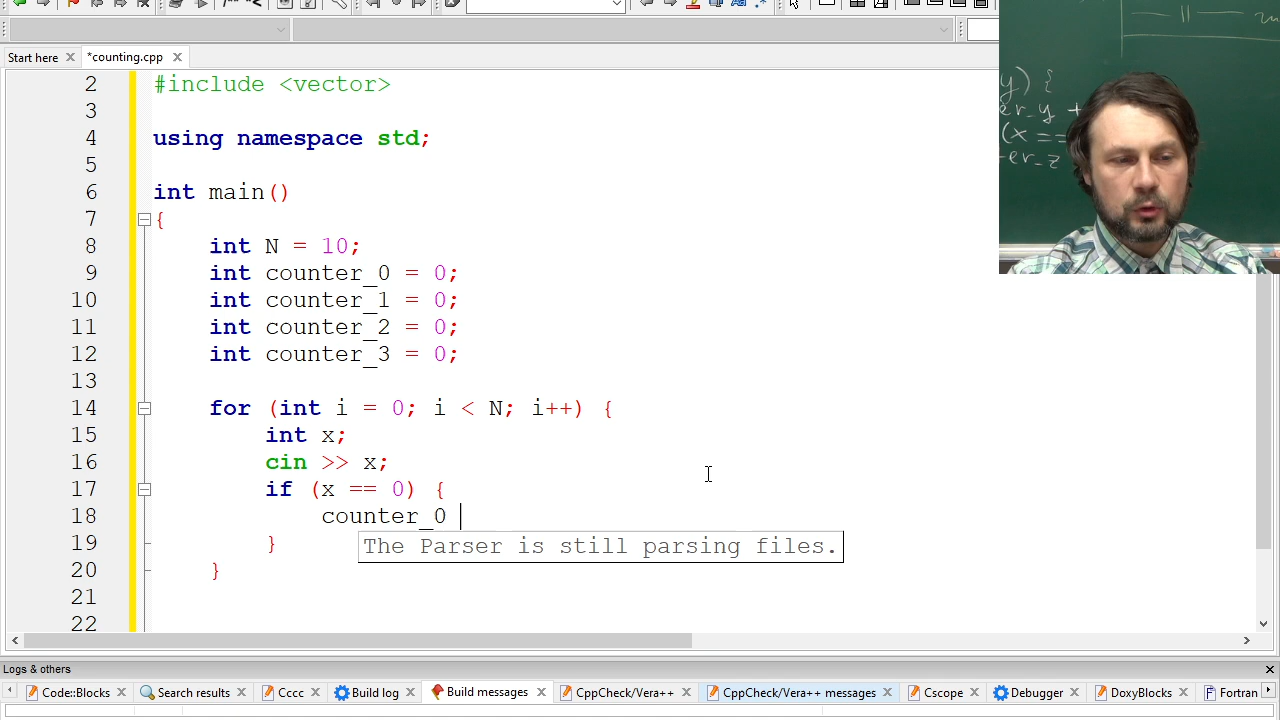 Start here
*counting.cpp
2 #include <vector>
3
4 using namespace std;
5
6 int main()
7 {
8 int N = 10;
9 int counter_0 = 0;
10 int counter_1 = 0;
11 int counter_2 = 0;
12 int counter_3 = 0;
13
14 for (int i = 0; i < N; i++) {
15 int x;
16 cin >> x;
17 if (x == 0) {
18 counter_0
The Parser is still parsing files.
19 }
20 }
21
22
y) {
er_y +
(x ==
er_z
Logs & others
Code::Blocks
Search results
Cccc
Build log
Build messages
CppCheck/Vera++
CppCheck/Vera++ messages
Cscope
Debugger
DoxyBlocks
Fortran